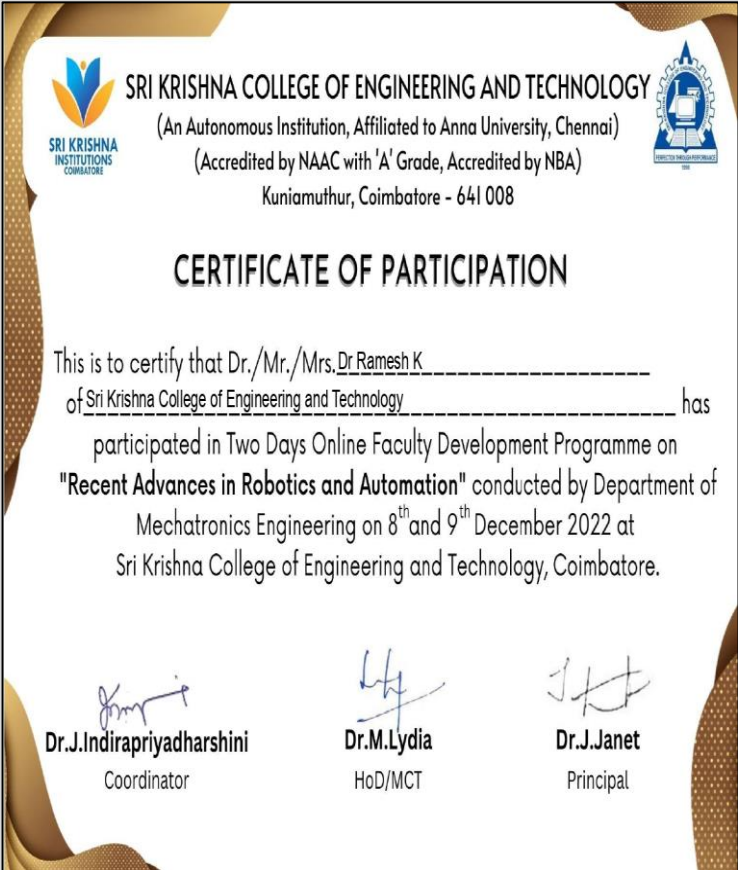 SRI KRISHNA
INSTITUTIONS
COIMBATORE
SRI KRISHNA COLLEGE OF ENGINEERING AND TECHNOLOGY
(An Autonomous Institution, Affiliated to Anna University, Chennai)
(Accredited by NAAC with 'A' Grade, Accredited by NBA)
Kuniamuthur, Coimbatore - 641 008
PERFECTION THROUGH PERFORMANCE
CERTIFICATE OF PARTICIPATION
This is to certify that Dr./Mr./Mrs. Dr Ramesh K
of Sri Krishna College of Engineering and Technology has
participated in Two Days Online Faculty Development Programme on
"Recent Advances in Robotics and Automation" conducted by Department of
Mechatronics Engineering on 8th and 9th December 2022 at
Sri Krishna College of Engineering and Technology, Coimbatore.
Dr.J.Indirapriyadharshini
Coordinator
Dr.M.Lydia
HoD/MCT
Dr.J.Janet
Principal